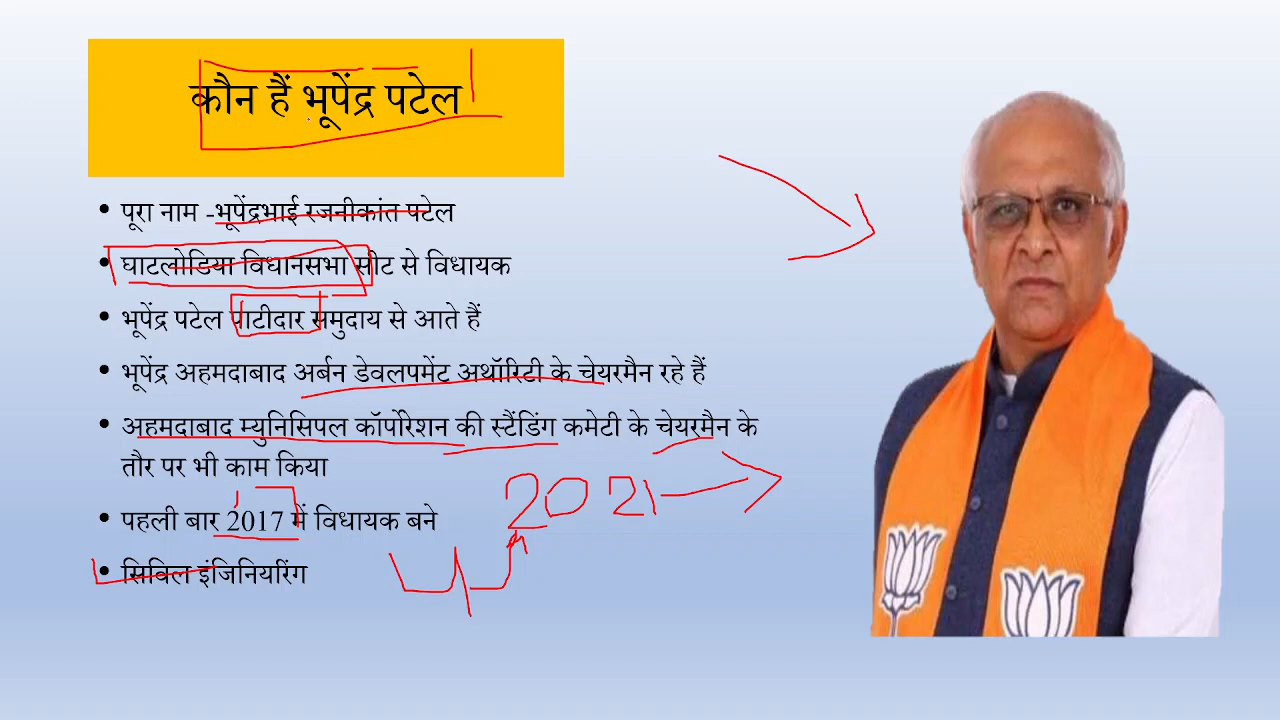 कौन हैं भूपेंद्र पटेल
• पूरा नाम -भूपेंद्रभाई रजनीकांत पटेल
• घाटलोडिया विधानसभा सीट से विधायक
• भूपेंद्र पटेल पाटीदार समुदाय से आते हैं
• भूपेंद्र अहमदाबाद अर्बन डेवलपमेंट अथॉरिटी के चेयरमैन रहे हैं
• अहमदाबाद म्युनिसिपल कॉर्पोरेशन की स्टैंडिंग कमेटी के चेयरमैन के
तौर पर भी काम किया
2021
• पहली बार 2017 में विधायक बने
• सिविल इंजिनियरिंग